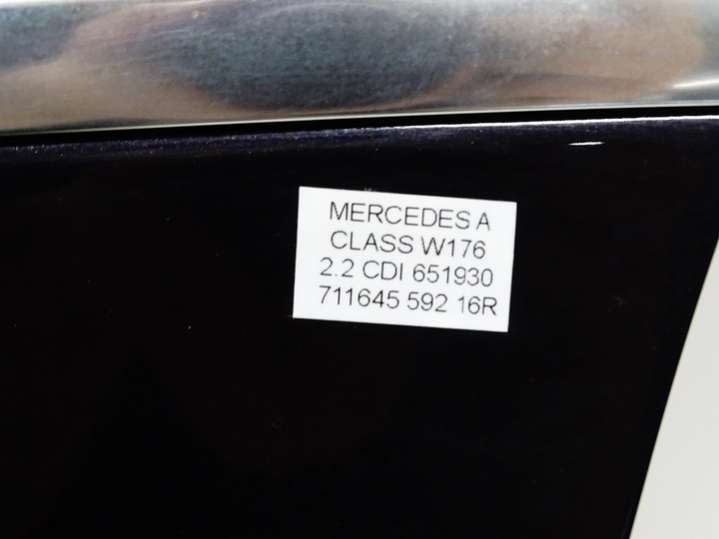 MERCEDES A
CLASS W176
2.2 CDI 651930
711645 592 16R